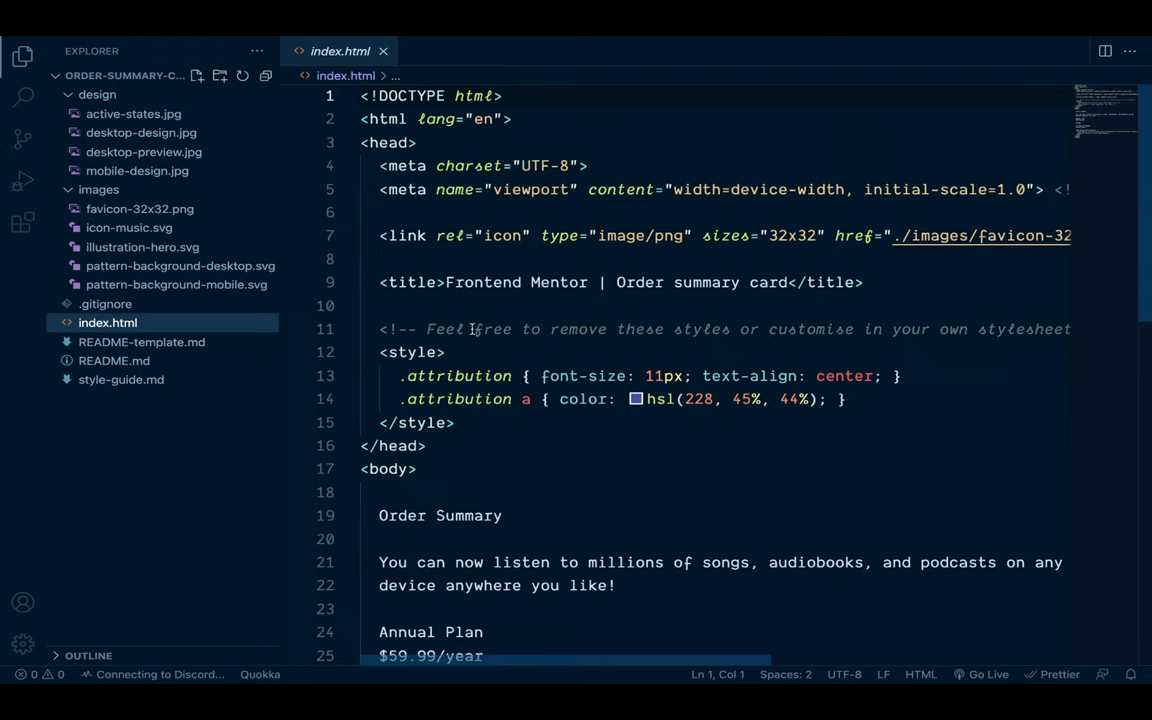 EXPLORER
···
index.html
···
ORDER-SUMMARY-C...
index.html > ...
design
active-states.jpg
desktop-design.jpg
desktop-preview.jpg
mobile-design.jpg
images
favicon-32x32.png
icon-music.svg
illustration-hero.svg
pattern-background-desktop.svg
pattern-background-mobile.svg
.gitignore
index.html
README-template.md
README.md
style-guide.md
OUTLINE
1 <!DOCTYPE html>
2 <html lang="en">
3 <head>
4 <meta charset="UTF-8">
5 <meta name="viewport" content="width=device-width, initial-scale=1.0"> <!
6
7 <link rel="icon" type="image/png" sizes="32x32" href="./images/favicon-32
8
9 <title>Frontend Mentor | Order summary card</title>
10
11 <!-- Feel free to remove these styles or customise in your own stylesheet
12 <style>
13 .attribution { font-size: 11px; text-align: center; }
14 .attribution a { color: hsl(228, 45%, 44%); }
15 </style>
16 </head>
17 <body>
18
19 Order Summary
20
21 You can now listen to millions of songs, audiobooks, and podcasts on any
22 device anywhere you like!
23
24 Annual Plan
25 $59.99/year
0 0 Connecting to Discord... Quokka Ln 1, Col 1 Spaces: 2 UTF-8 LF HTML Go Live Prettier